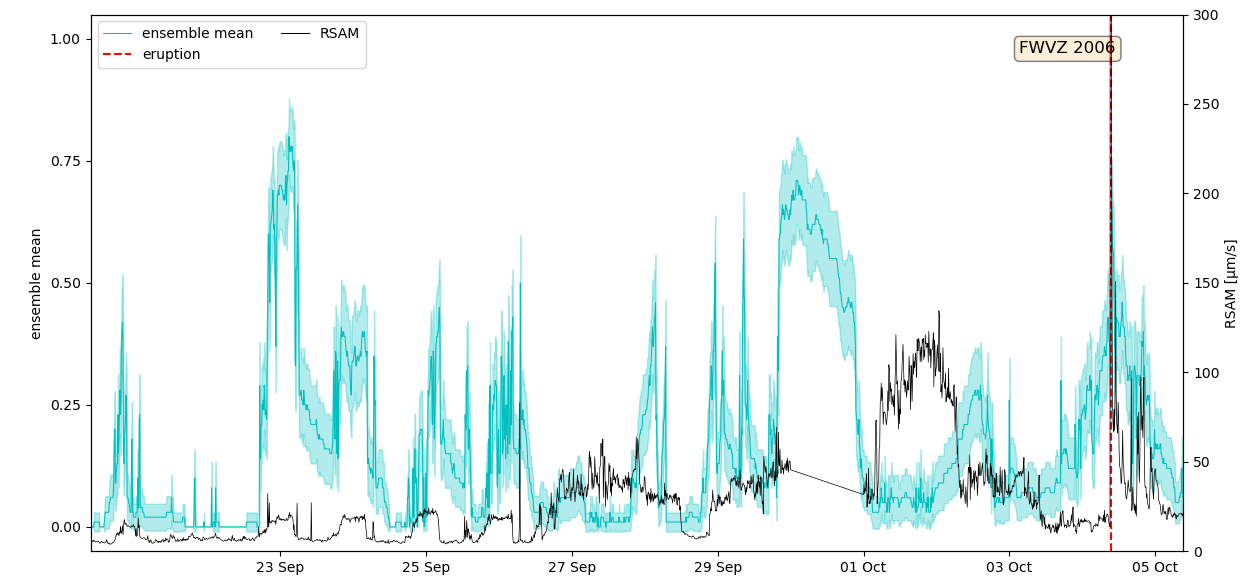 ensemble mean
RSAM
eruption
FWVZ 2006
1.00
0.75
0.50
0.25
0.00
ensemble mean
300
250
200
150
100
50
0
RSAM [µm/s]
23 Sep
25 Sep
27 Sep
29 Sep
01 Oct
03 Oct
05 Oct